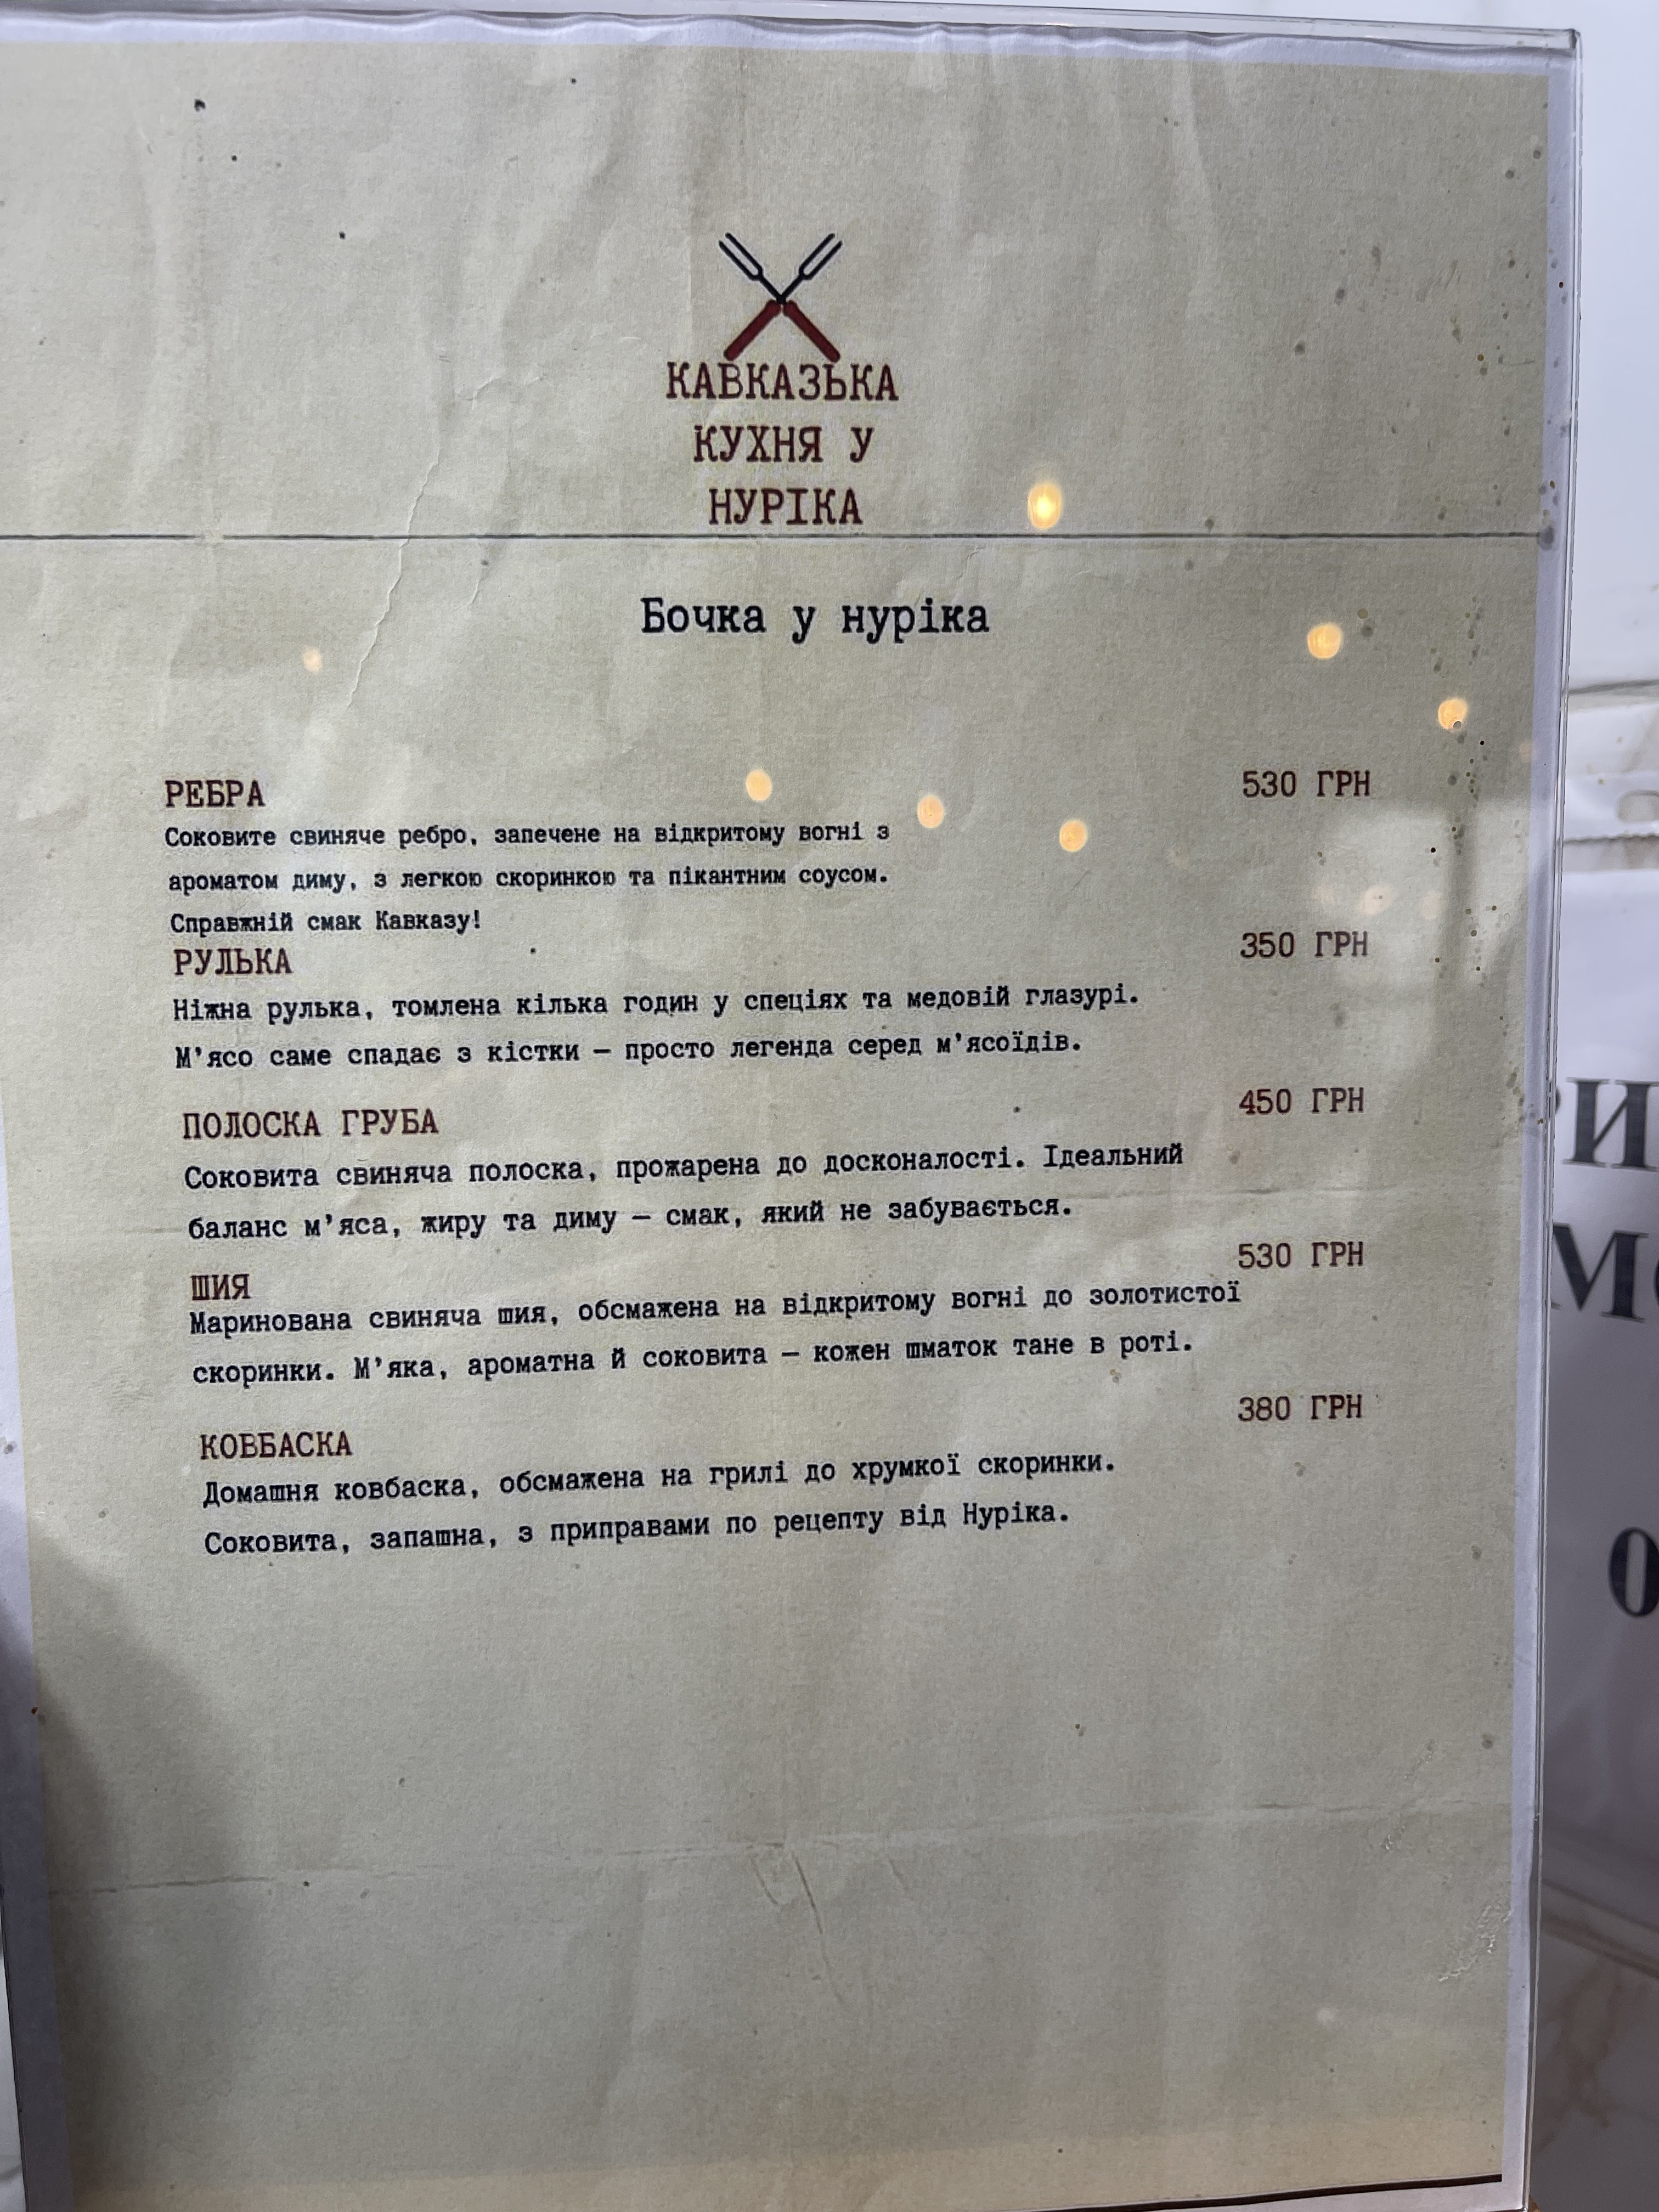 КАВКАЗЬКА
КУХНЯ У
НУРІКА
Бочка у нуріка
РЕБРА 530 ГРН
Соковите свиняче ребро, запечене на відкритому вогні з
ароматом диму, з легкою скоринкою та пікантним соусом.
Справжній смак Кавказу!
РУЛЬКА 350 ГРН
Ніжна рулька, томлена кілька годин у спеціях та медовій глазурі.
М'ясо саме спадає з кістки — просто легенда серед м'ясоїдів.
ПОЛОСКА ГРУБА 450 ГРН
Соковита свиняча полоска, прожарена до досконалості. Ідеальний
баланс м'яса, жиру та диму — смак, який не забувається.
ШИЯ 530 ГРН
Маринована свиняча шия, обсмажена на відкритому вогні до золотистої
скоринки. М'яка, ароматна й соковита — кожен шматок тане в роті.
КОВБАСКА 380 ГРН
Домашня ковбаска, обсмажена на грилі до хрумкої скоринки.
Соковита, запашна, з приправами по рецепту від Нуріка.